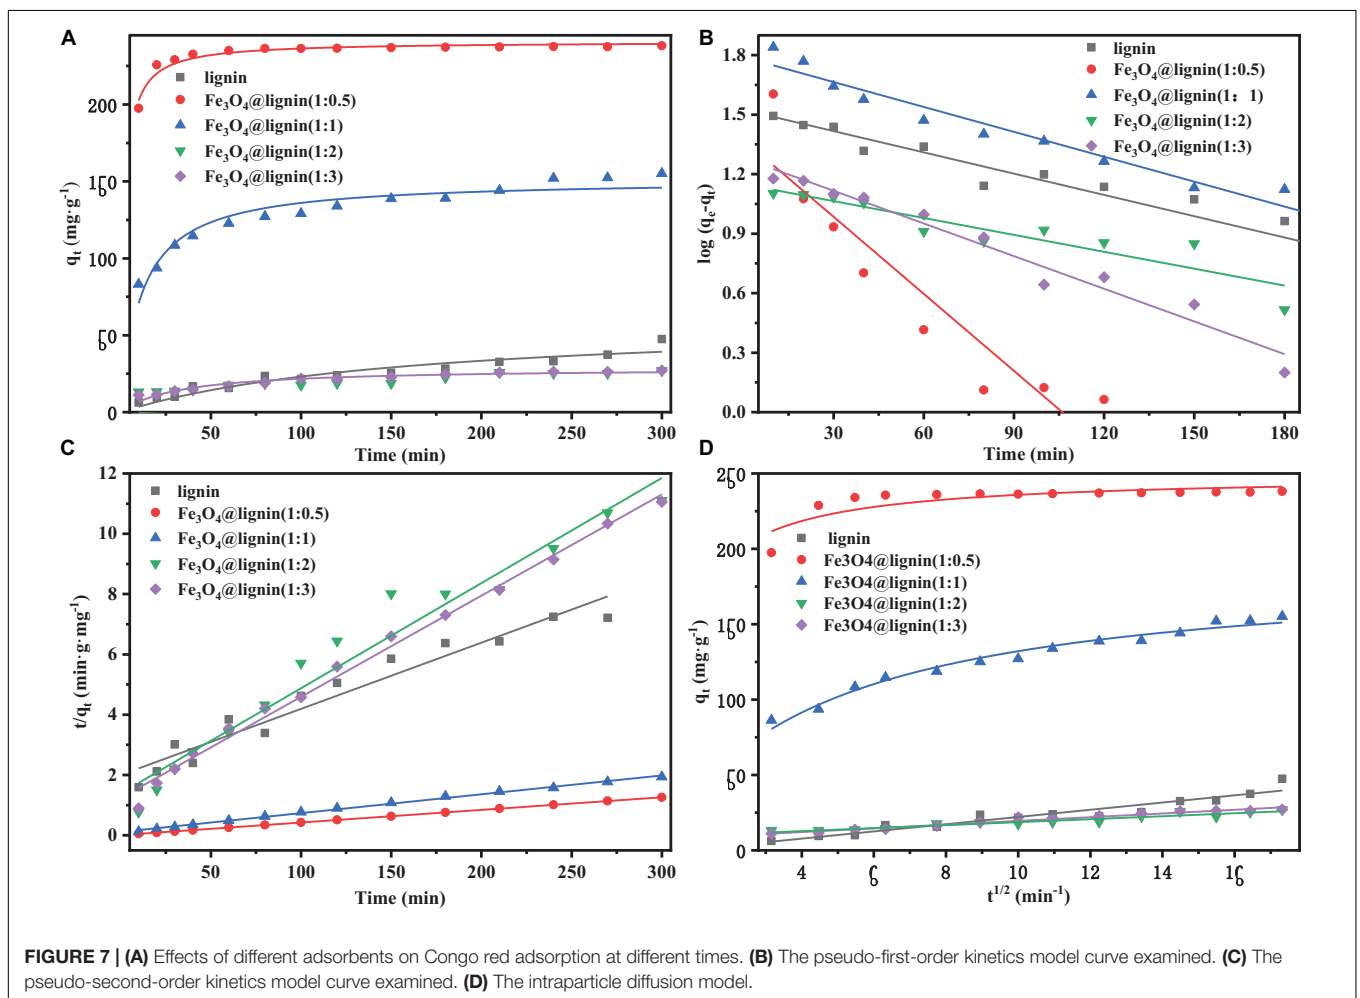 A
lignin
Fe₃O₄@lignin(1:0.5)
Fe₃O₄@lignin(1:1)
Fe₃O₄@lignin(1:2)
Fe₃O₄@lignin(1:3)
200
150
100
50
0
qₜ (mg·g⁻¹)
50 100 150 200 250 300
Time (min)
B
lignin
Fe₃O₄@lignin(1:0.5)
Fe₃O₄@lignin(1：1)
Fe₃O₄@lignin(1:2)
Fe₃O₄@lignin(1:3)
1.8
1.5
1.2
0.9
0.6
0.3
0.0
log (qₑ-qₜ)
30 60 90 120 150 180
Time (min)
C
lignin
Fe₃O₄@lignin(1:0.5)
Fe₃O₄@lignin(1:1)
Fe₃O₄@lignin(1:2)
Fe₃O₄@lignin(1:3)
12
10
8
6
4
2
0
t/qₜ (min·g·mg⁻¹)
50 100 150 200 250 300
Time (min)
D
lignin
Fe3O4@lignin(1:0.5)
Fe3O4@lignin(1:1)
Fe3O4@lignin(1:2)
Fe3O4@lignin(1:3)
250
200
150
100
50
0
qₜ (mg·g⁻¹)
4 6 8 10 12 14 16
t¹ᐟ² (min⁻¹)
FIGURE 7 | (A) Effects of different adsorbents on Congo red adsorption at different times. (B) The pseudo-first-order kinetics model curve examined. (C) The
pseudo-second-order kinetics model curve examined. (D) The intraparticle diffusion model.